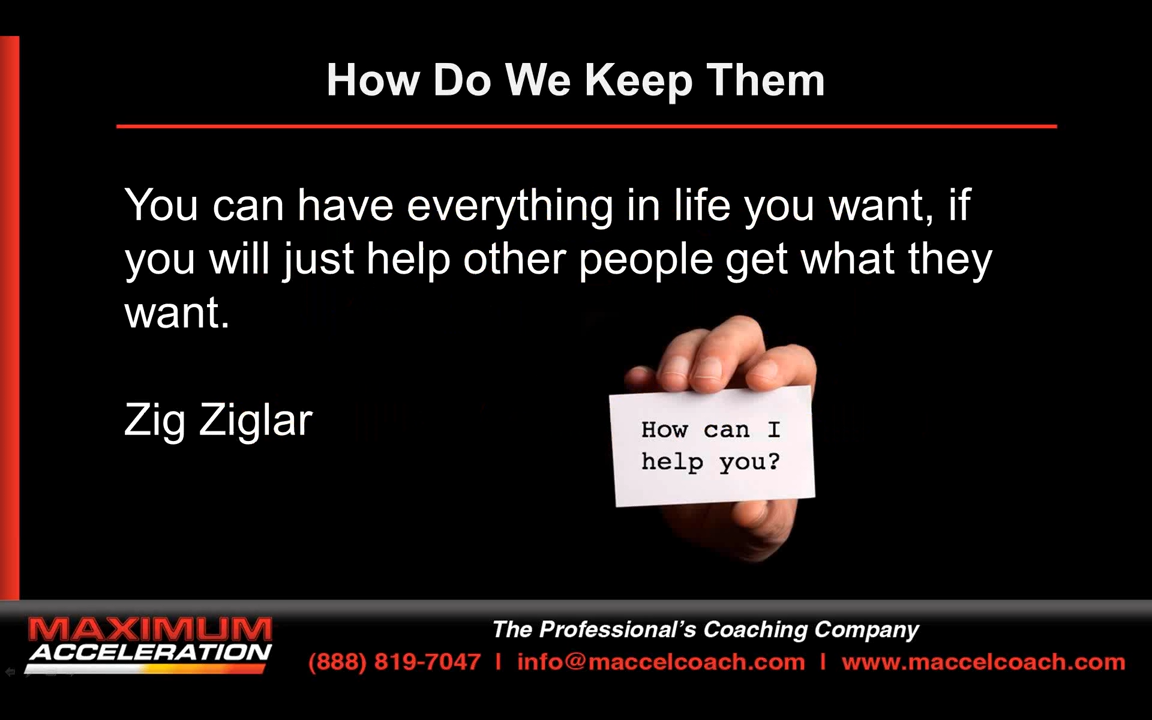 How Do We Keep Them
You can have everything in life you want, if
you will just help other people get what they
want.
Zig Ziglar
How can I
help you?
MAXIMUM
ACCELERATION
The Professional's Coaching Company
(888) 819-7047 | info@maccelcoach.com | www.maccelcoach.com